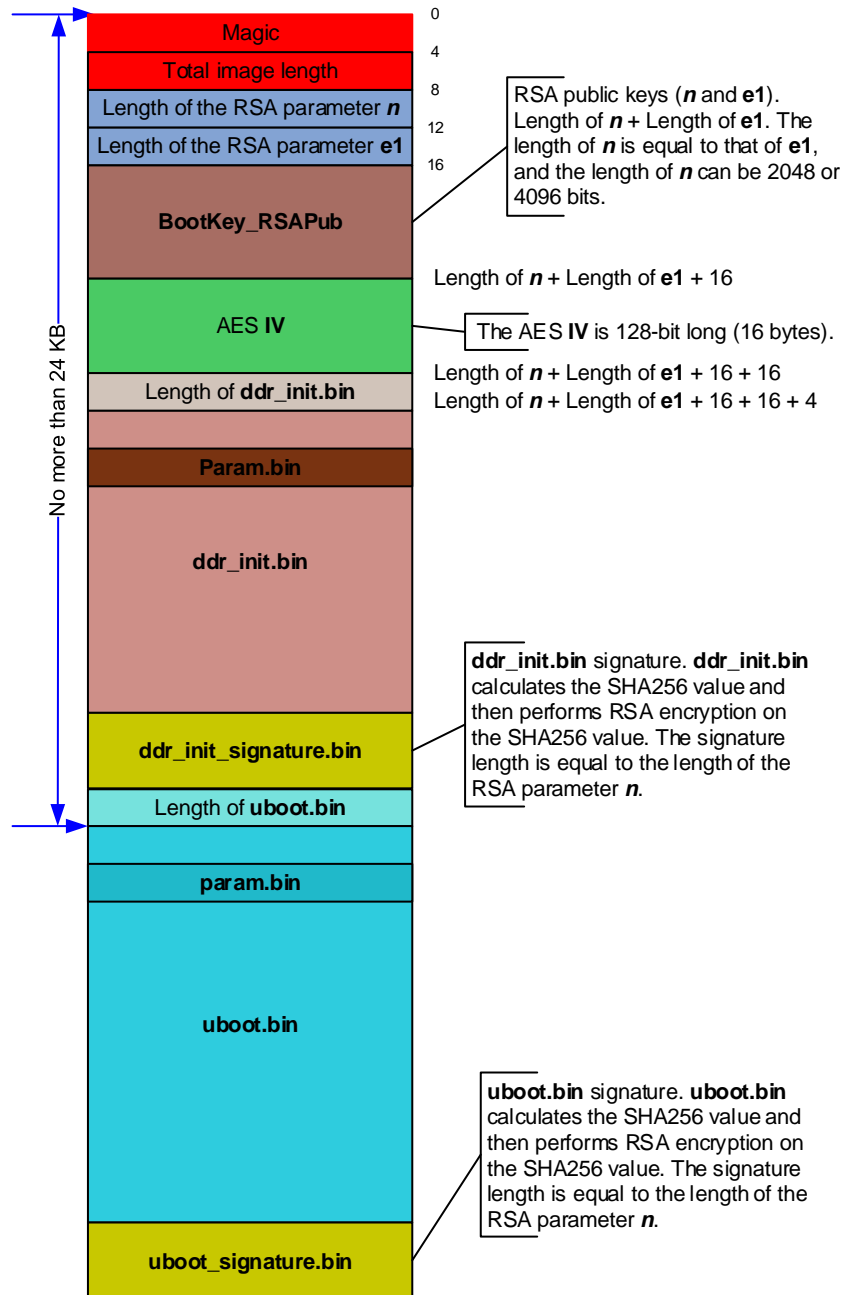 0
Magic
4
Total image length
8
Length of the RSA parameter n
12
Length of the RSA parameter e1
16
RSA public keys (n and e1).
Length of n + Length of e1. The
length of n is equal to that of e1,
and the length of n can be 2048 or
4096 bits.
BootKey_RSAPub
Length of n + Length of e1 + 16
AES IV
The AES IV is 128-bit long (16 bytes).
Length of n + Length of e1 + 16 + 16
Length of ddr_init.bin
Length of n + Length of e1 + 16 + 16 + 4
No more than 24 KB
Param.bin
ddr_init.bin
ddr_init.bin signature. ddr_init.bin
calculates the SHA256 value and
then performs RSA encryption on
the SHA256 value. The signature
length is equal to the length of the
RSA parameter n.
ddr_init_signature.bin
Length of uboot.bin
param.bin
uboot.bin
uboot.bin signature. uboot.bin
calculates the SHA256 value and
then performs RSA encryption on
the SHA256 value. The signature
length is equal to the length of the
RSA parameter n.
uboot_signature.bin